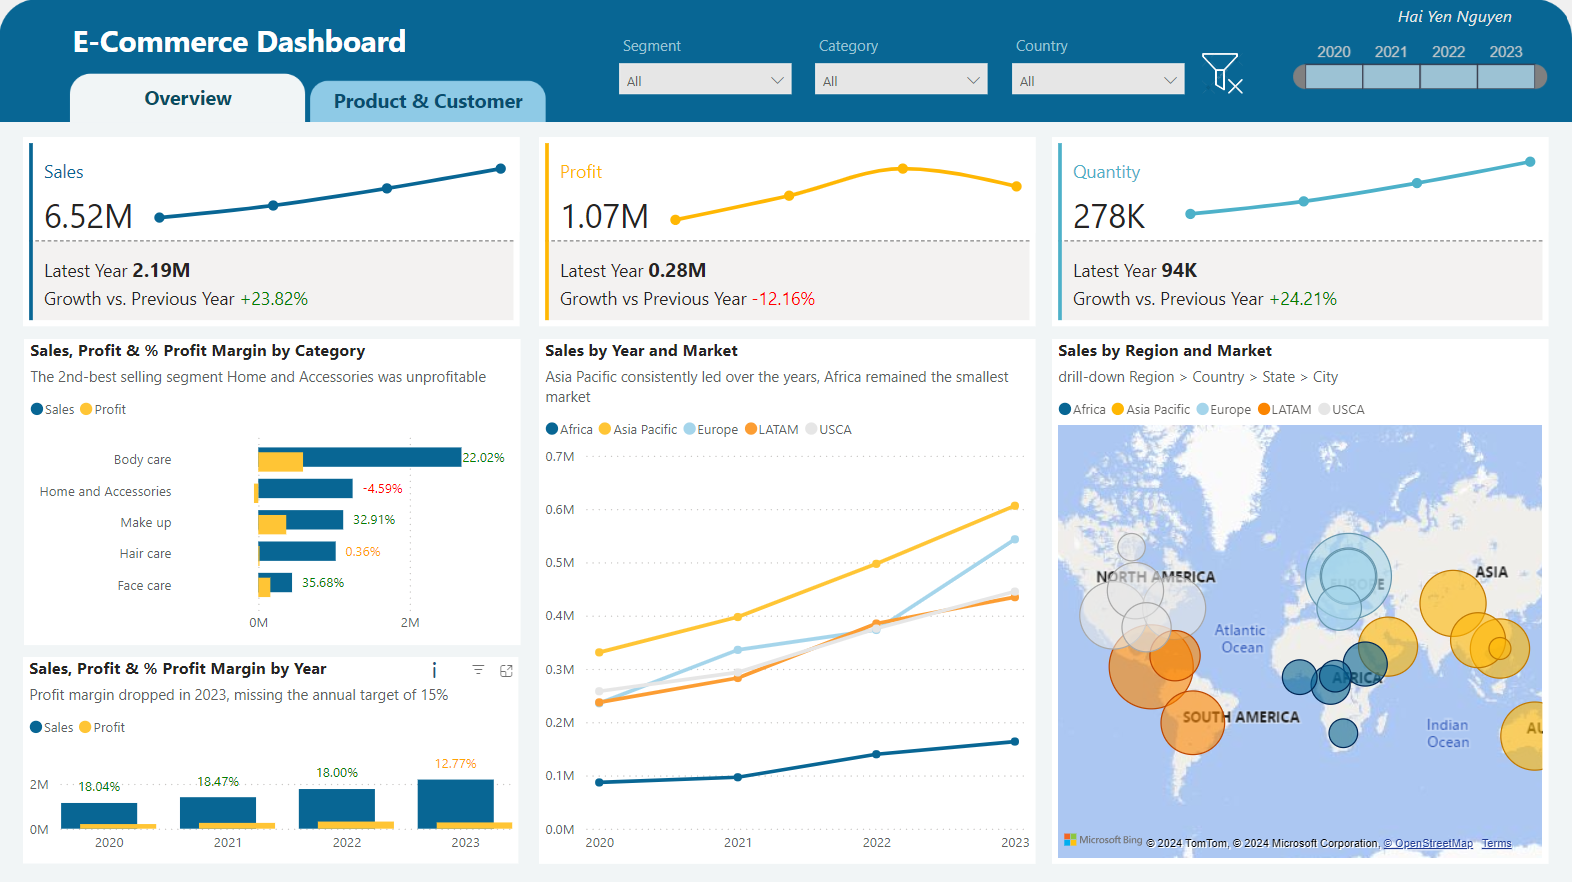 Hai Yen Nguyen
E-Commerce Dashboard
Segment
Category
Country
2020 2021 2022 2023
All
All
All
Overview
Product & Customer
Sales
6.52M
Latest Year 2.19M
Growth vs. Previous Year +23.82%
Profit
1.07M
Latest Year 0.28M
Growth vs Previous Year -12.16%
Quantity
278K
Latest Year 94K
Growth vs. Previous Year +24.21%
Sales, Profit & % Profit Margin by Category
The 2nd-best selling segment Home and Accessories was unprofitable
Sales Profit
Body care 22.02%
Home and Accessories -4.59%
Make up 32.91%
Hair care 0.36%
Face care 35.68%
0M 2M
Sales, Profit & % Profit Margin by Year
Profit margin dropped in 2023, missing the annual target of 15%
Sales Profit
12.77%
18.00%
18.47%
18.04%
2M
0M
2020 2021 2022 2023
Sales by Year and Market
Asia Pacific consistently led over the years, Africa remained the smallest
market
Africa Asia Pacific Europe LATAM USCA
0.7M
0.6M
0.5M
0.4M
0.3M
0.2M
0.1M
0.0M
2020 2021 2022 2023
Sales by Region and Market
drill-down Region > Country > State > City
Africa Asia Pacific Europe LATAM USCA
ASIA
NORTH AMERICA
EUROPE
Atlantic
Ocean
AFRICA
SOUTH AMERICA
Indian
Ocean
AU
Microsoft Bing © 2024 TomTom, © 2024 Microsoft Corporation, © OpenStreetMap Terms